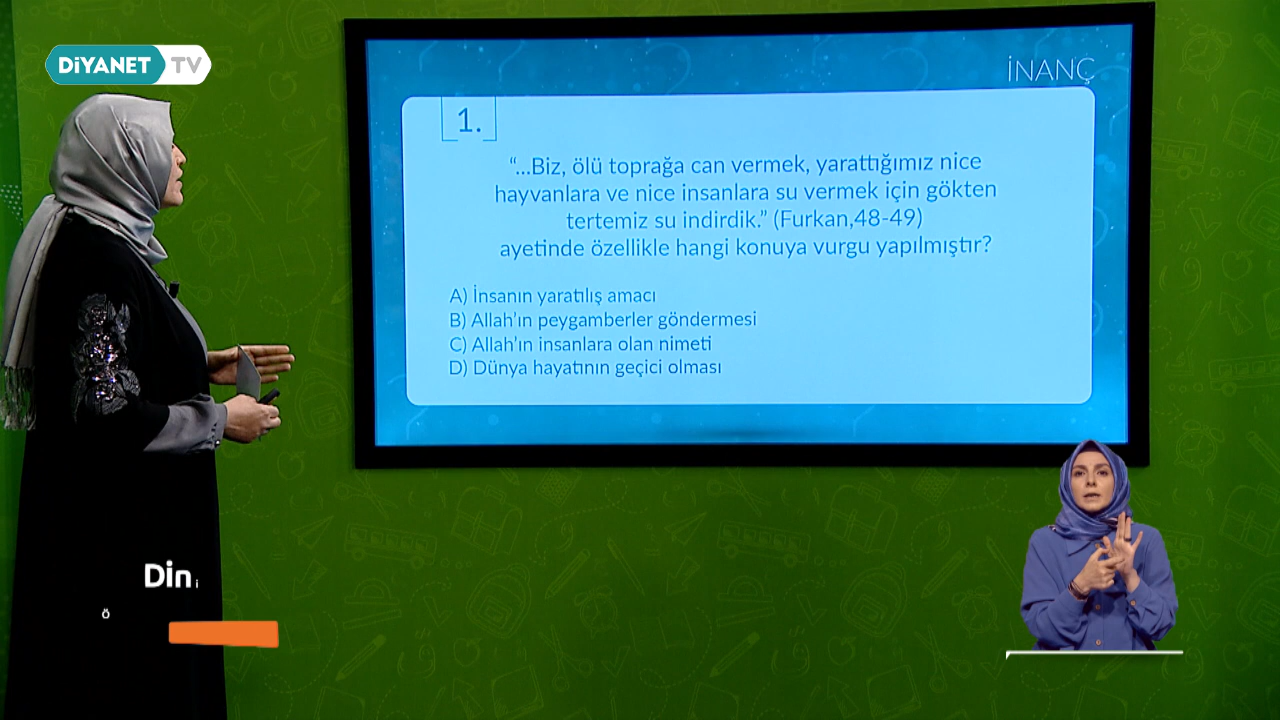 DİYANET TV
İNANÇ
1.
“...Biz, ölü toprağa can vermek, yarattığımız nice
hayvanlara ve nice insanlara su vermek için gökten
tertemiz su indirdik.” (Furkan,48-49)
ayetinde özellikle hangi konuya vurgu yapılmıştır?
A) İnsanın yaratılış amacı
B) Allah’ın peygamberler göndermesi
C) Allah’ın insanlara olan nimeti
D) Dünya hayatının geçici olması
Din i
ö